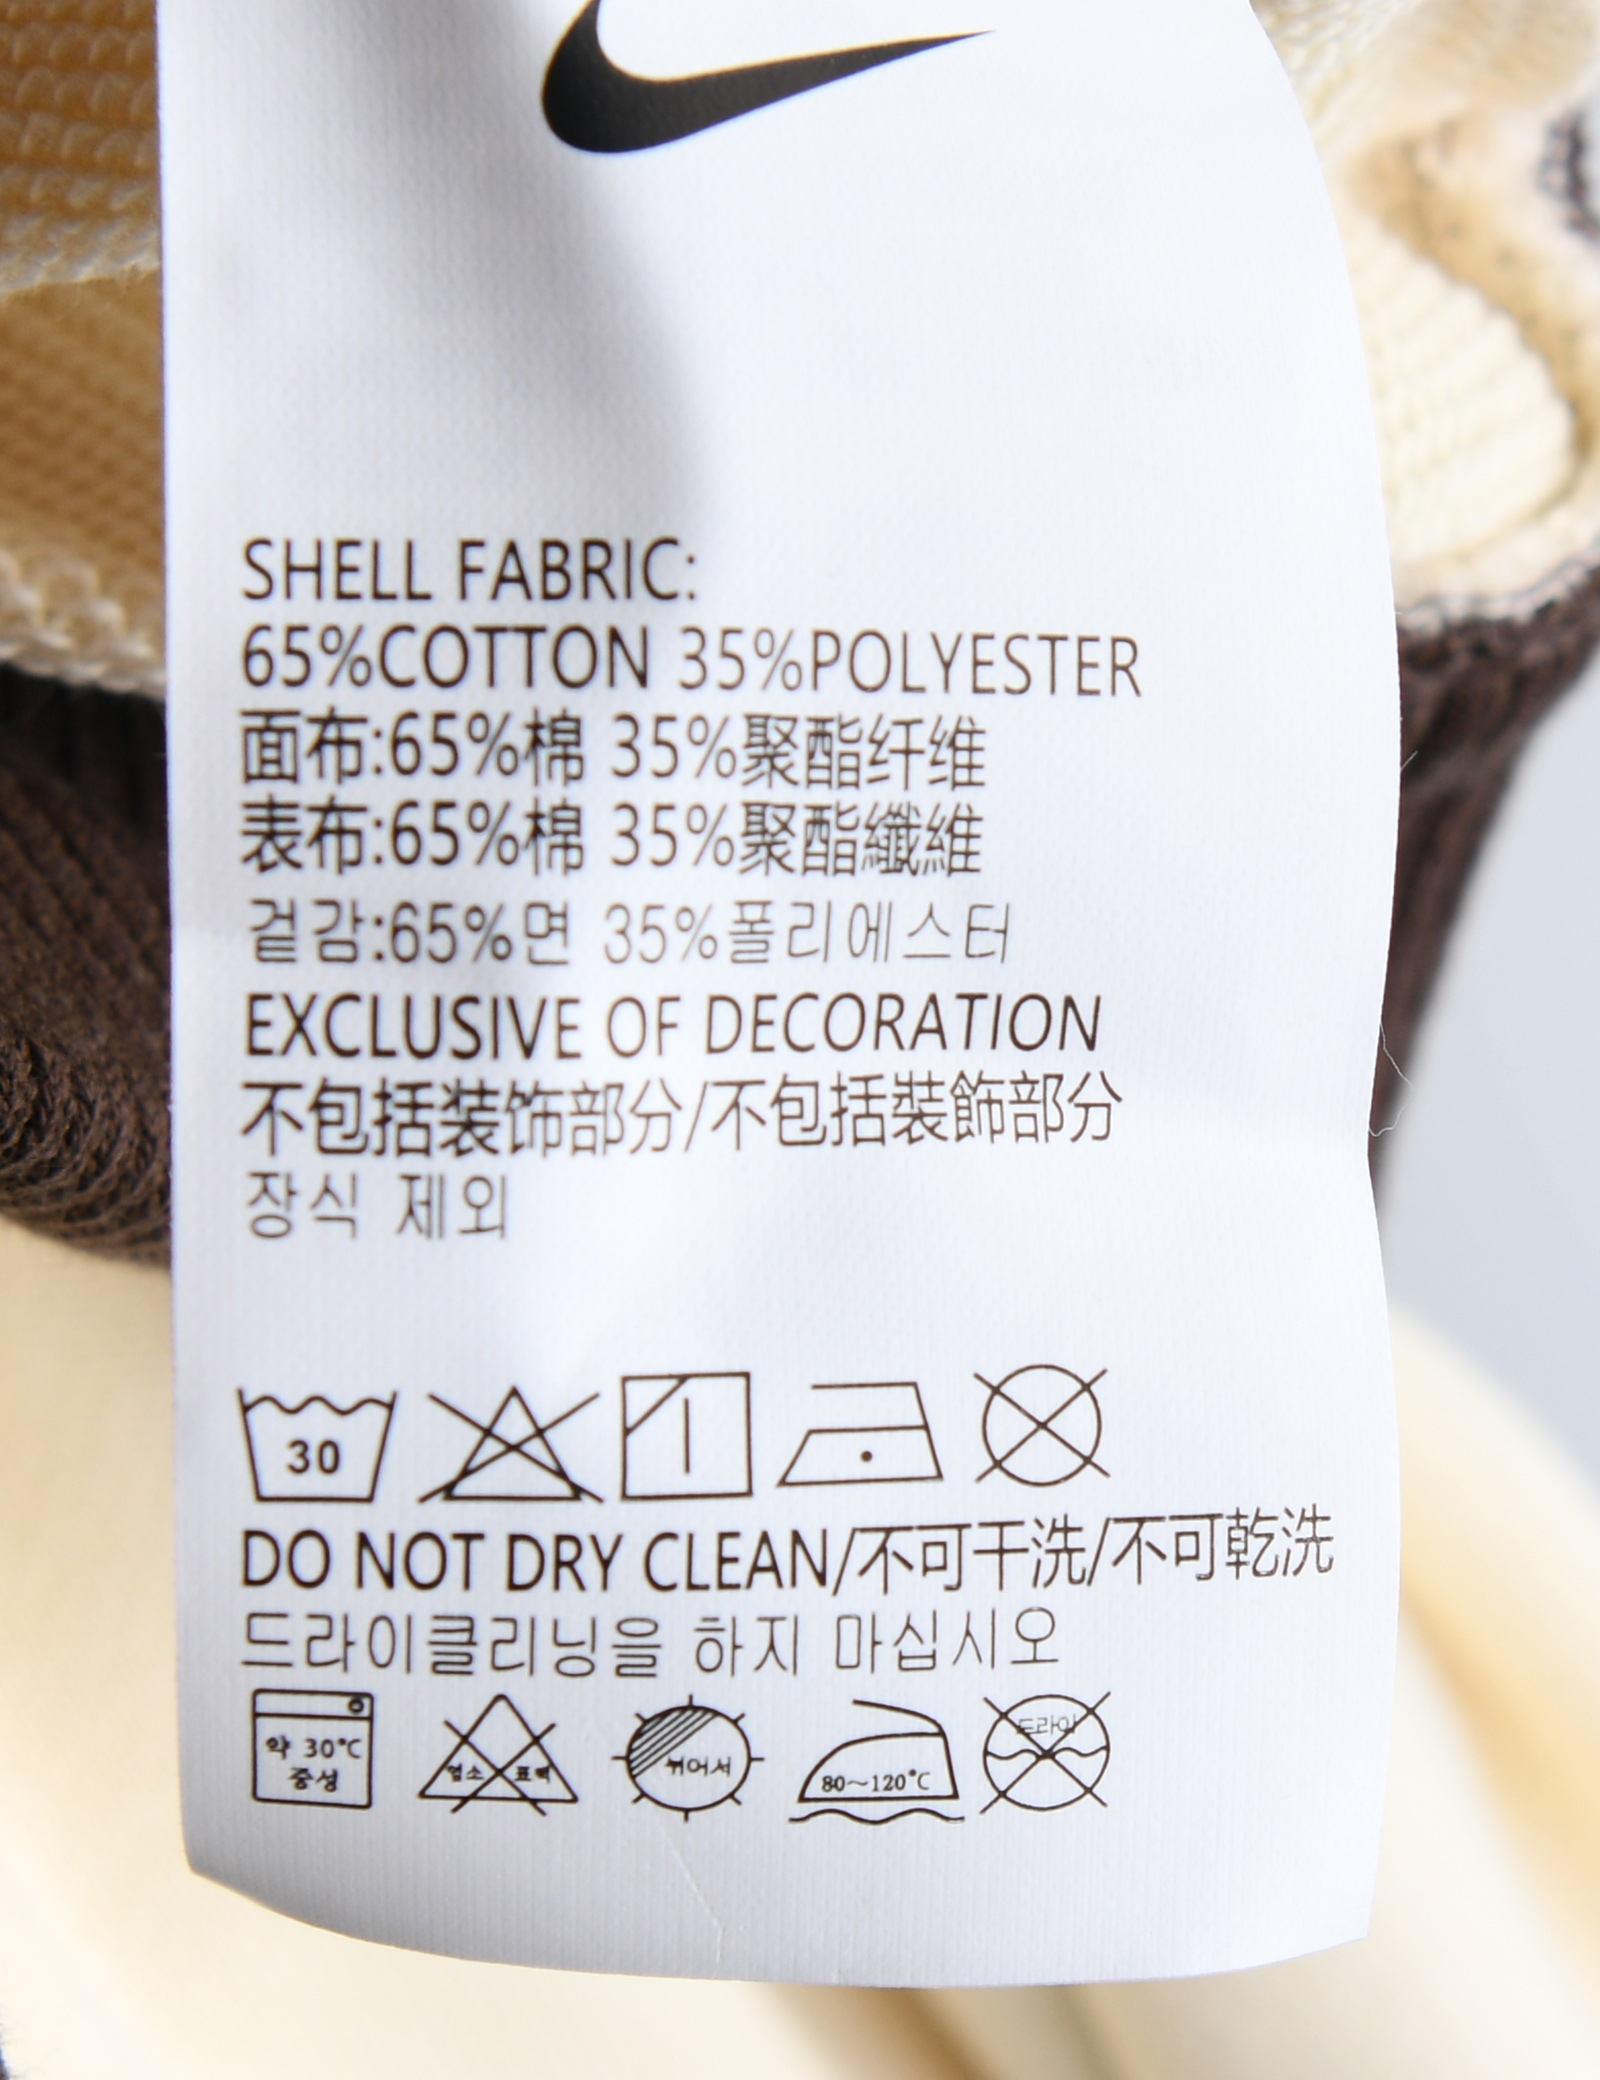 SHELL FABRIC:
65%COTTON 35%POLYESTER
面布:65%棉 35%聚酯纤维
表布:65%棉 35%聚酯纖維
겉감:65%면 35%폴리에스터
EXCLUSIVE OF DECORATION
不包括装饰部分/不包括裝飾部分
장식 제외
30
DO NOT DRY CLEAN/不可干洗/不可乾洗
드라이클리닝을 하지 마십시오
약 30°C
중성
염소 표백
뉘어서
80~120°C
드라이